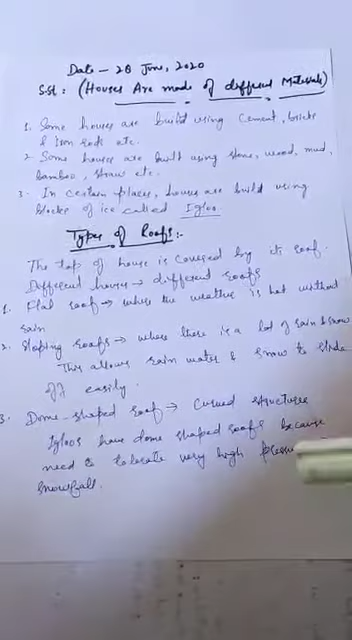 Date - 28 June, 2020
S.St : (Houses Are made of different Materials)
1. Some houses are build using cement, bricks
& Iron rods etc.
2. Some houses are built using stone, wood, mud,
bamboo, straw etc.
3. In certain places, houses are build using
blocks of ice called Igloo.
Types of Roofs:-
The top of house is covered by its roof.
Different houses → different roofs
1. Flat roof → where the weather is hot without
rain
2. Sloping roofs → where there is a lot of rain & snow
This allows rain water & snow to slide
off easily.
3. Dome-shaped roof → Curved structures
Igloos have dome shaped roofs because
need to tolerate very high
snowfall.